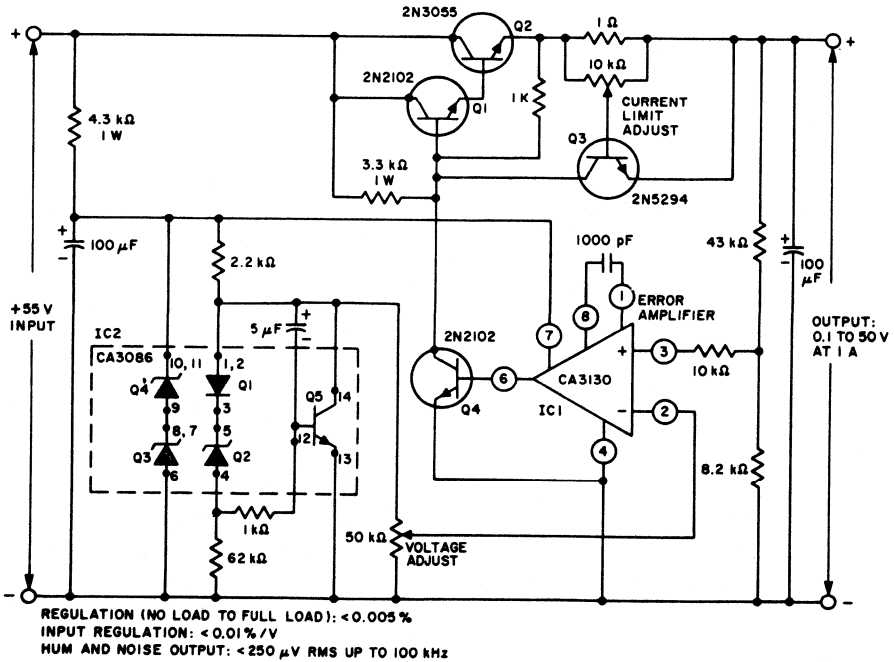 2N3055
Q2
1 Ω
+
+
2N2102
10 kΩ
Q1
1 K
CURRENT
LIMIT
ADJUST
4.3 kΩ
1 W
Q3
3.3 kΩ
1 W
2N5294
+
-
100 µF
1000 pF
43 kΩ
+
-
100
µF
2.2 kΩ
+55 V
INPUT
5 µF
+
-
1
ERROR
AMPLIFIER
8
7
OUTPUT:
0.1 TO 50 V
AT 1 A
IC2
CA3086
10, 11
1, 2
2N2102
+
3
10 kΩ
Q4
Q1
Q5
14
6
CA3130
9
3
Q4
IC1
-
2
8, 7
5
12
Q3
Q2
13
4
6
4
8.2 kΩ
1 kΩ
50 kΩ
VOLTAGE
ADJUST
62 kΩ
-
-
REGULATION (NO LOAD TO FULL LOAD): <0.005 %
INPUT REGULATION: <0.01 % /V
HUM AND NOISE OUTPUT: <250 µV RMS UP TO 100 kHz